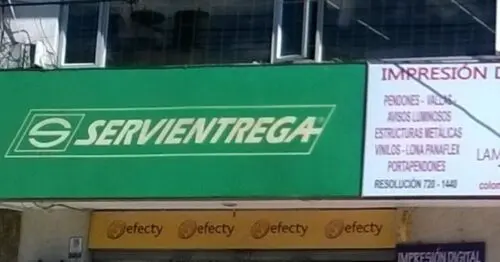 SERVIENTREGA
IMPRESIÓN
PENDONES - VALLAS -
AVISOS LUMINOSOS
ESTRUCTURAS METÁLICAS
VINILOS - LONA PANAFLEX
PORTAPENDONES
RESOLUCIÓN 720 - 1440
efecty efecty efecty efecty
IMPRESIÓN DIGITAL